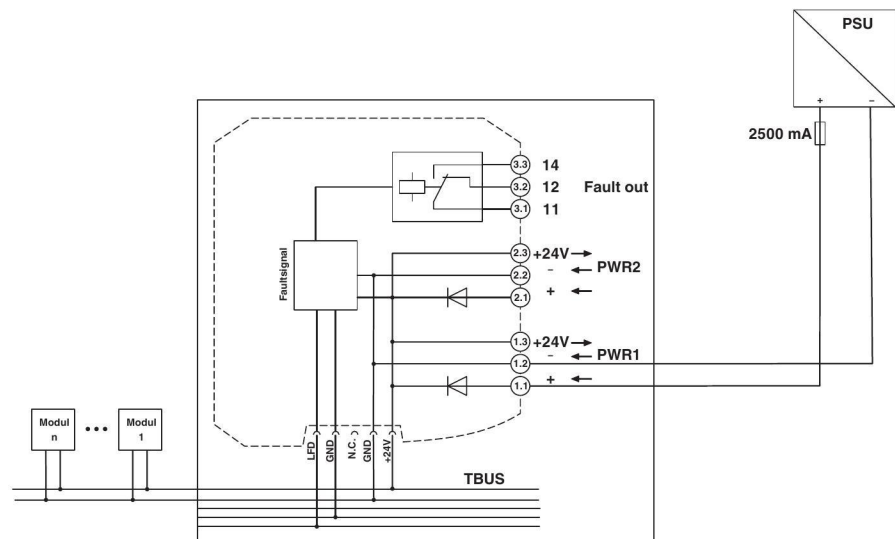 PSU
+ −
2500 mA
3.3 14
3.2 12 Fault out
3.1 11
Faultsignal
2.3 +24V
2.2 − PWR2
2.1 +
1.3 +24V
1.2 − PWR1
1.1 +
Modul
n
Modul
1
LFD
GND
N.C.
GND
+24V
TBUS